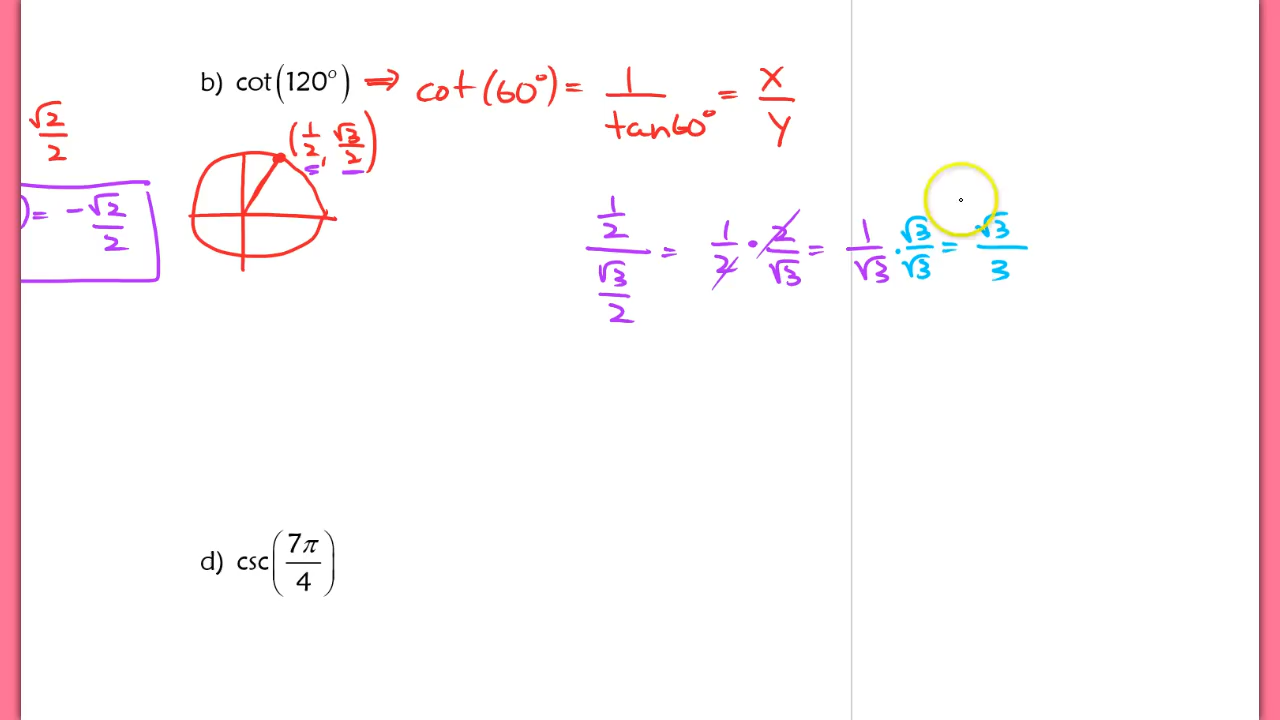 b) cot(120°) ⇒ cot(60°) = 1/tan60° = x/y
(1/2, √3/2)
√2/2
) = -√2/2
(1/2)/(√3/2) = 1/2 · 2/√3 = 1/√3 · √3/√3 = √3/3
d) csc(7π/4)